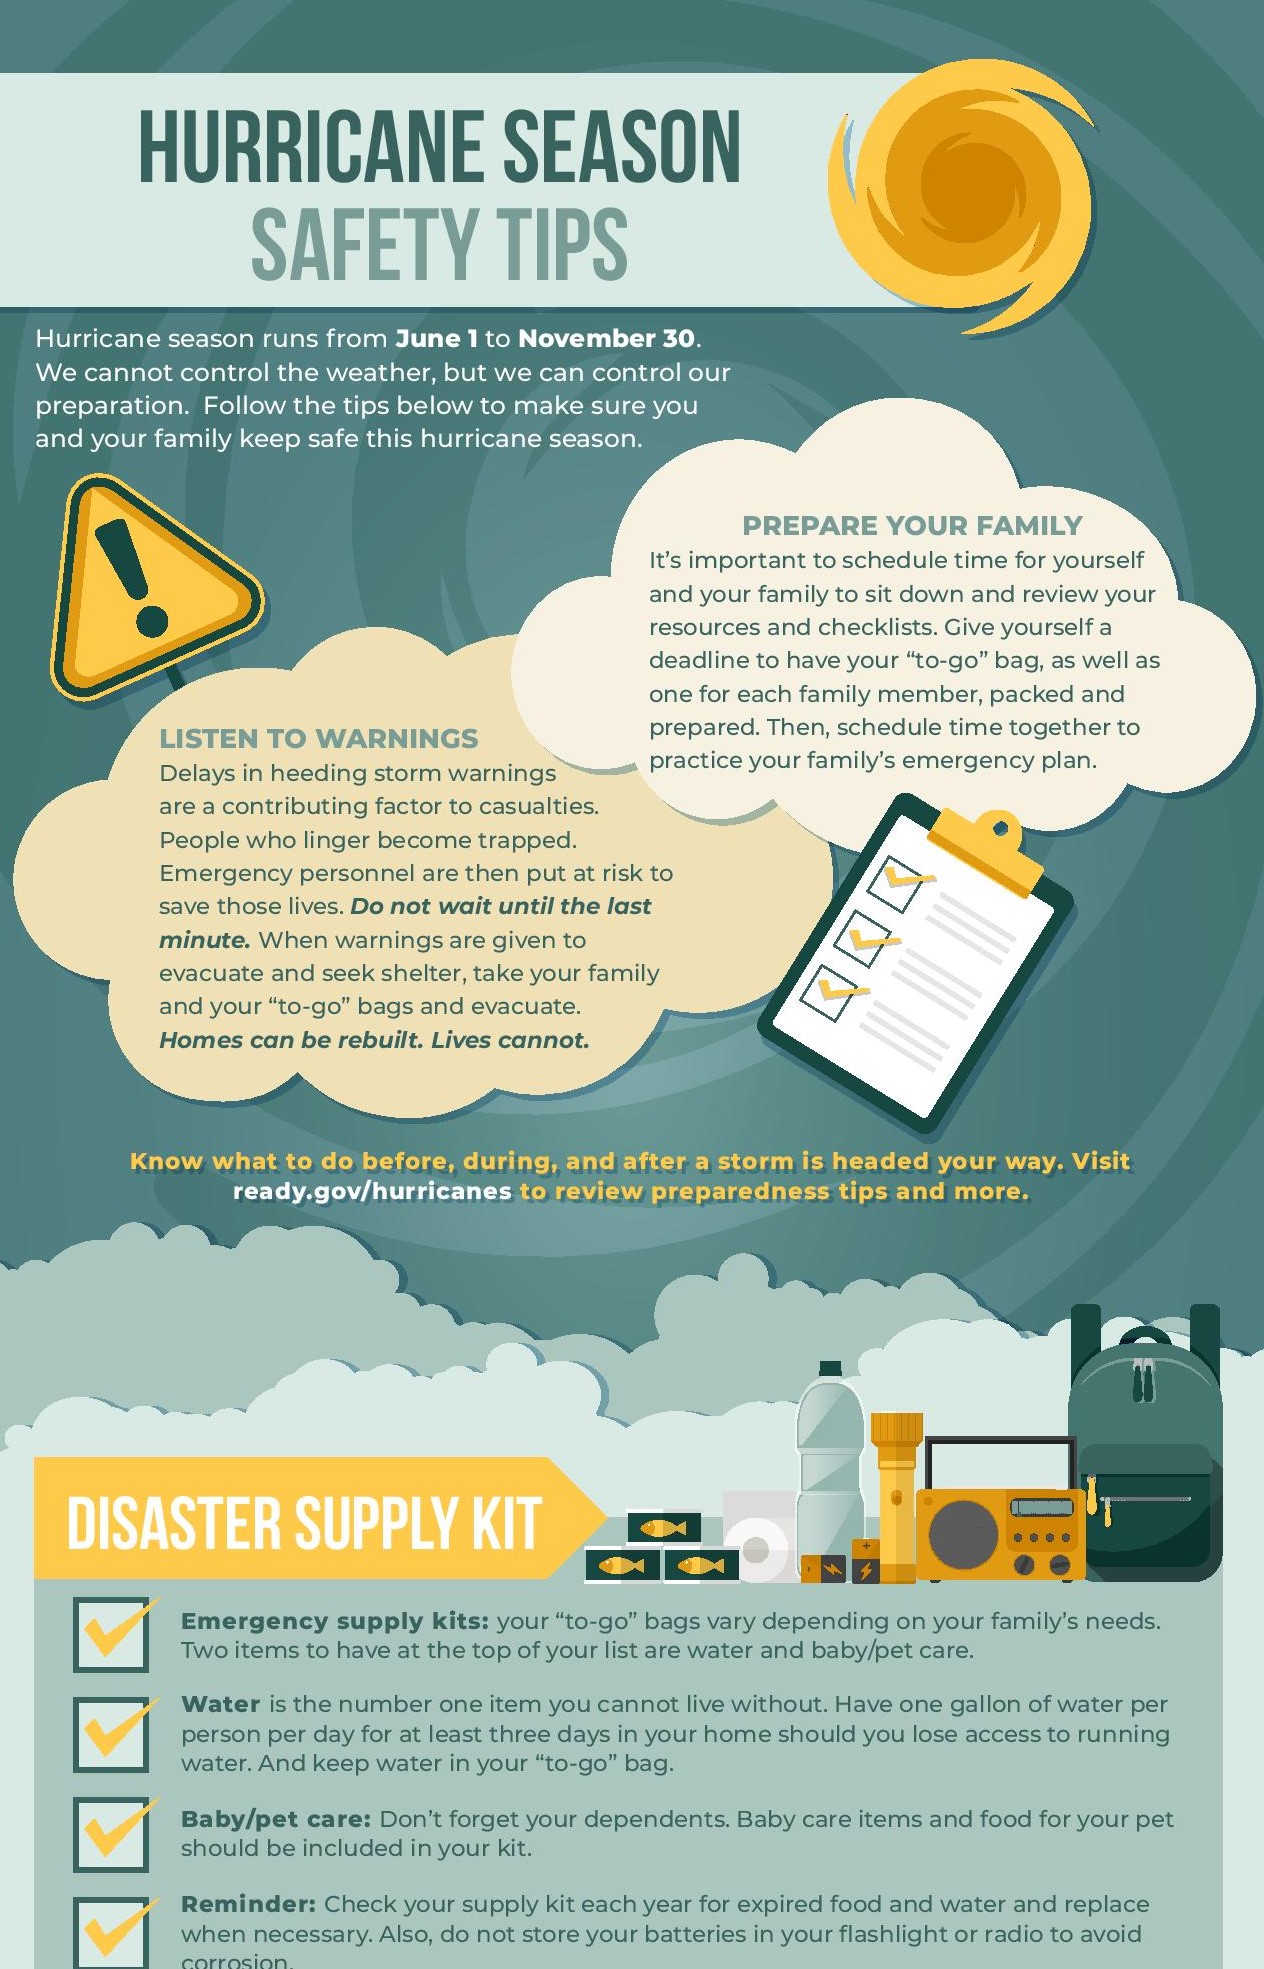 HURRICANE SEASON
SAFETY TIPS
Hurricane season runs from June 1 to November 30.
We cannot control the weather, but we can control our
preparation.  Follow the tips below to make sure you
and your family keep safe this hurricane season.
PREPARE YOUR FAMILY
It’s important to schedule time for yourself
and your family to sit down and review your
resources and checklists. Give yourself a
deadline to have your “to-go” bag, as well as
one for each family member, packed and
prepared. Then, schedule time together to
practice your family’s emergency plan.
LISTEN TO WARNINGS
Delays in heeding storm warnings
are a contributing factor to casualties.
People who linger become trapped.
Emergency personnel are then put at risk to
save those lives. Do not wait until the last
minute. When warnings are given to
evacuate and seek shelter, take your family
and your “to-go” bags and evacuate.
Homes can be rebuilt. Lives cannot.
Know what to do before, during, and after a storm is headed your way. Visit
ready.gov/hurricanes to review preparedness tips and more.
DISASTER SUPPLY KIT
Emergency supply kits: your “to-go” bags vary depending on your family’s needs.
Two items to have at the top of your list are water and baby/pet care.
Water is the number one item you cannot live without. Have one gallon of water per
person per day for at least three days in your home should you lose access to running
water. And keep water in your “to-go” bag.
Baby/pet care: Don’t forget your dependents. Baby care items and food for your pet
should be included in your kit.
Reminder: Check your supply kit each year for expired food and water and replace
when necessary. Also, do not store your batteries in your flashlight or radio to avoid
corrosion.